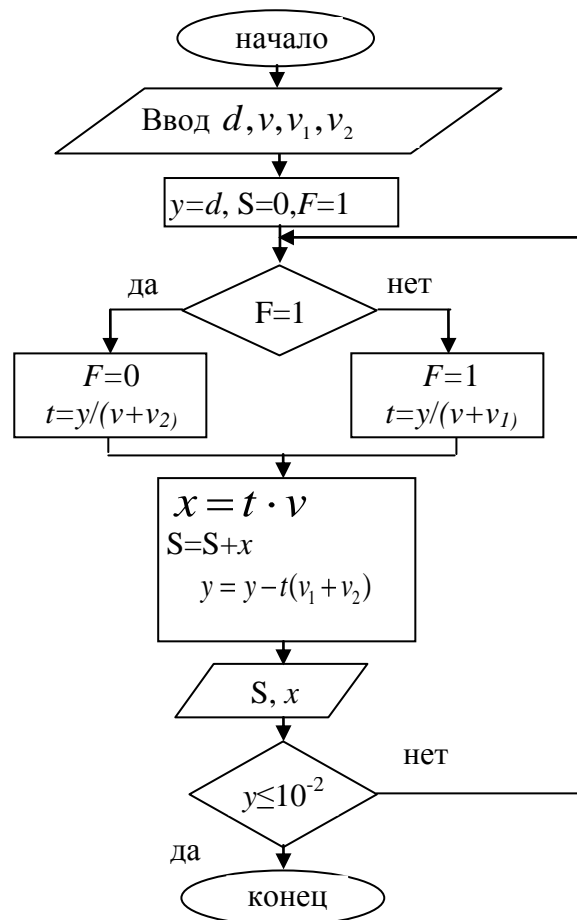 начало
Ввод d, v, v₁, v₂
y=d, S=0,F=1
да
нет
F=1
F=0
t=y/(v+v₂)
F=1
t=y/(v+v₁)
x = t · v
S=S+x
y = y − t(v₁ + v₂)
S, x
нет
y≤10⁻²
да
конец